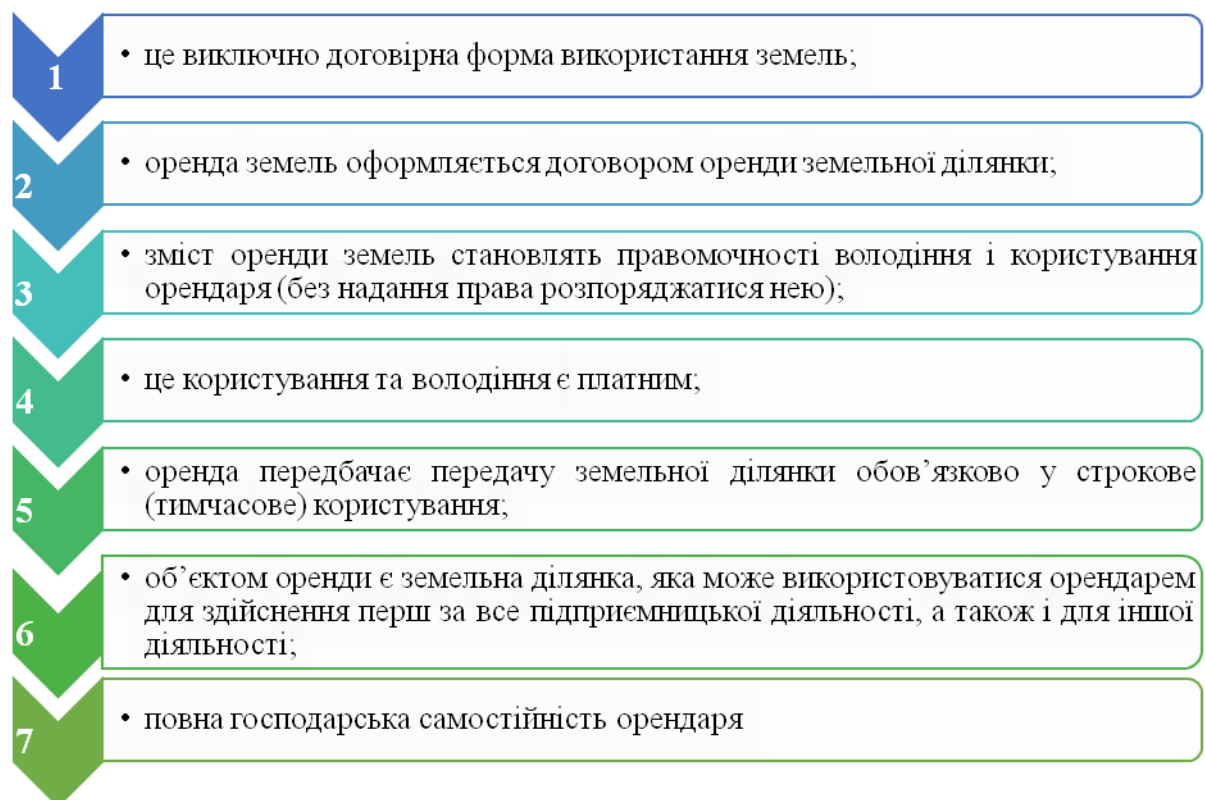 1
• це виключно договірна форма використання земель;
2
• оренда земель оформляється договором оренди земельної ділянки;
3
• зміст оренди земель становлять правомочності володіння і користування
орендаря (без надання права розпоряджатися нею);
4
• це користування та володіння є платним;
5
• оренда передбачає передачу земельної ділянки обов’язково у строкове
(тимчасове) користування;
6
• об’єктом оренди є земельна ділянка, яка може використовуватися орендарем
для здійснення перш за все підприємницької діяльності, а також і для іншої
діяльності;
7
• повна господарська самостійність орендаря